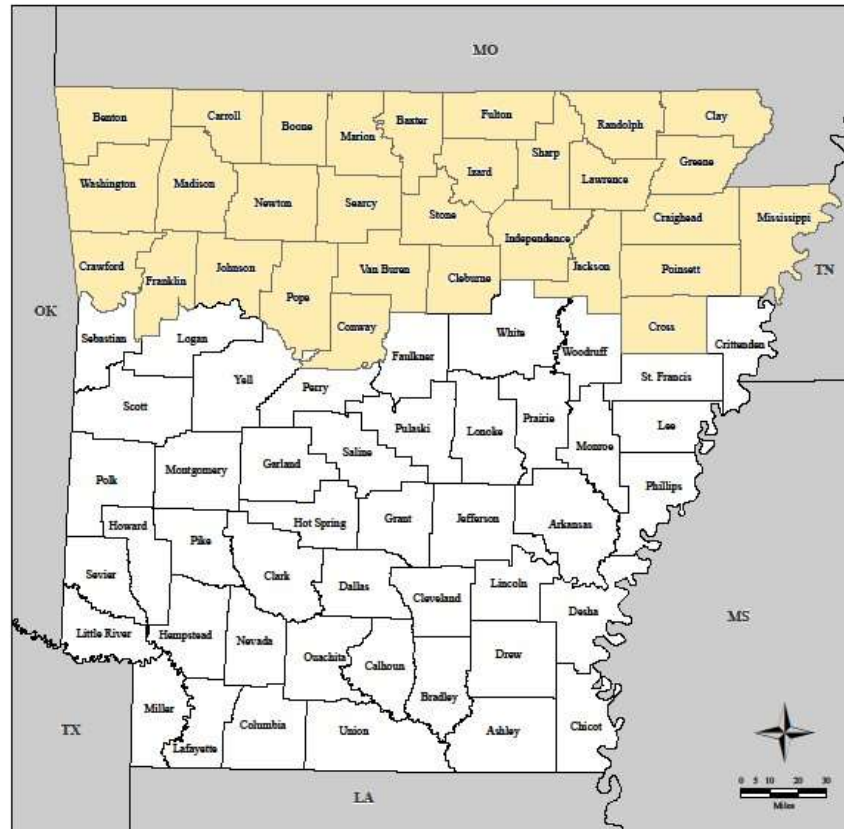 MO
Benton
Carroll
Boone
Marion
Baxter
Fulton
Randolph
Clay
Sharp
Izard
Greene
Lawrence
Washington
Madison
Newton
Searcy
Stone
Craighead
Mississippi
Independence
Crawford
Franklin
Johnson
Van Buren
Cleburne
Jackson
Poinsett
TN
Pope
OK
Conway
Cross
Sebastian
Logan
White
Woodruff
Crittenden
Faulkner
St. Francis
Yell
Perry
Scott
Pulaski
Lonoke
Prairie
Lee
Saline
Monroe
Garland
Montgomery
Polk
Phillips
Howard
Hot Spring
Grant
Jefferson
Arkansas
Pike
Sevier
Clark
Dallas
Cleveland
Lincoln
Desha
Little River
Hempstead
Nevada
Ouachita
Calhoun
Drew
MS
Bradley
Miller
Lafayette
Columbia
Union
Ashley
Chicot
TX
LA
0 5 10 20 30
Miles